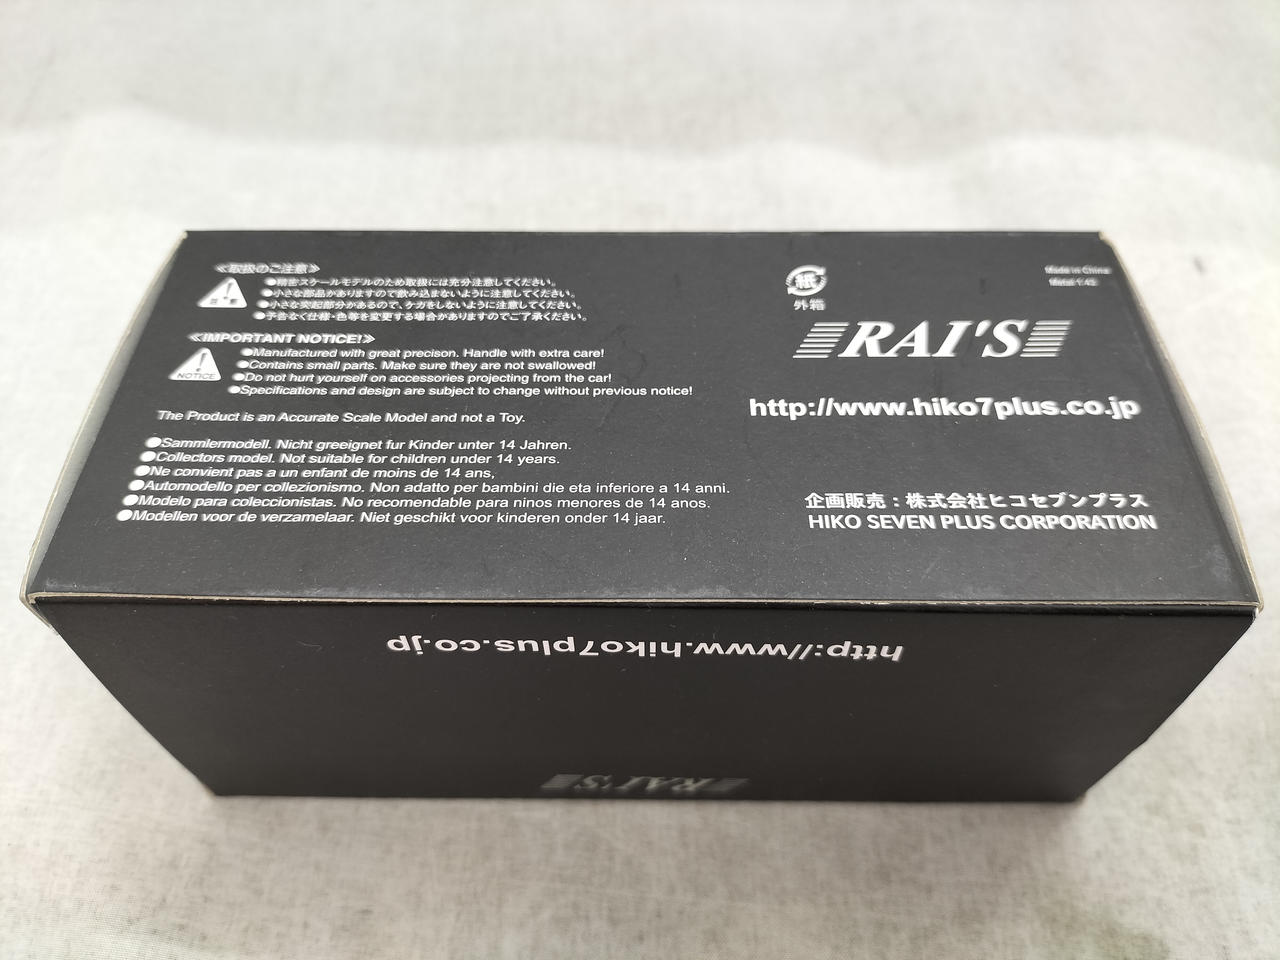 ≪取扱のご注意≫
注意
●精密スケールモデルのため取扱には充分注意してください。
●小さな部品がありますので飲み込まないように注意してください。
●小さな突起部分があるので、ケガをしないように注意してください。
●予告なく仕様・色等を変更する場合がありますのでご了承ください。
≪IMPORTANT NOTICE!≫
NOTICE
●Manufactured with great precison. Handle with extra care!
●Contains small parts. Make sure they are not swallowed!
●Do not hurt yourself on accessories projecting from the car!
●Specifications and design are subject to change without previous notice!
The Product is an Accurate Scale Model and not a Toy.
●Sammlermodell. Nicht greeignet fur Kinder unter 14 Jahren.
●Collectors model. Not suitable for children under 14 years.
●Ne convient pas a un enfant de moins de 14 ans,
●Automodello per collezionismo. Non adatto per bambini die eta inferiore a 14 anni.
●Modelo para coleccionistas. No recomendable para ninos menores de 14 anos.
●Modellen voor de verzamelaar. Niet geschikt voor kinderen onder 14 jaar.
紙
外箱
Made in China
Metal 1:43
RAI'S
http://www.hiko7plus.co.jp
企画販売：株式会社ヒコセブンプラス
HIKO SEVEN PLUS CORPORATION
http://www.hiko7plus.co.jp
RAI'S